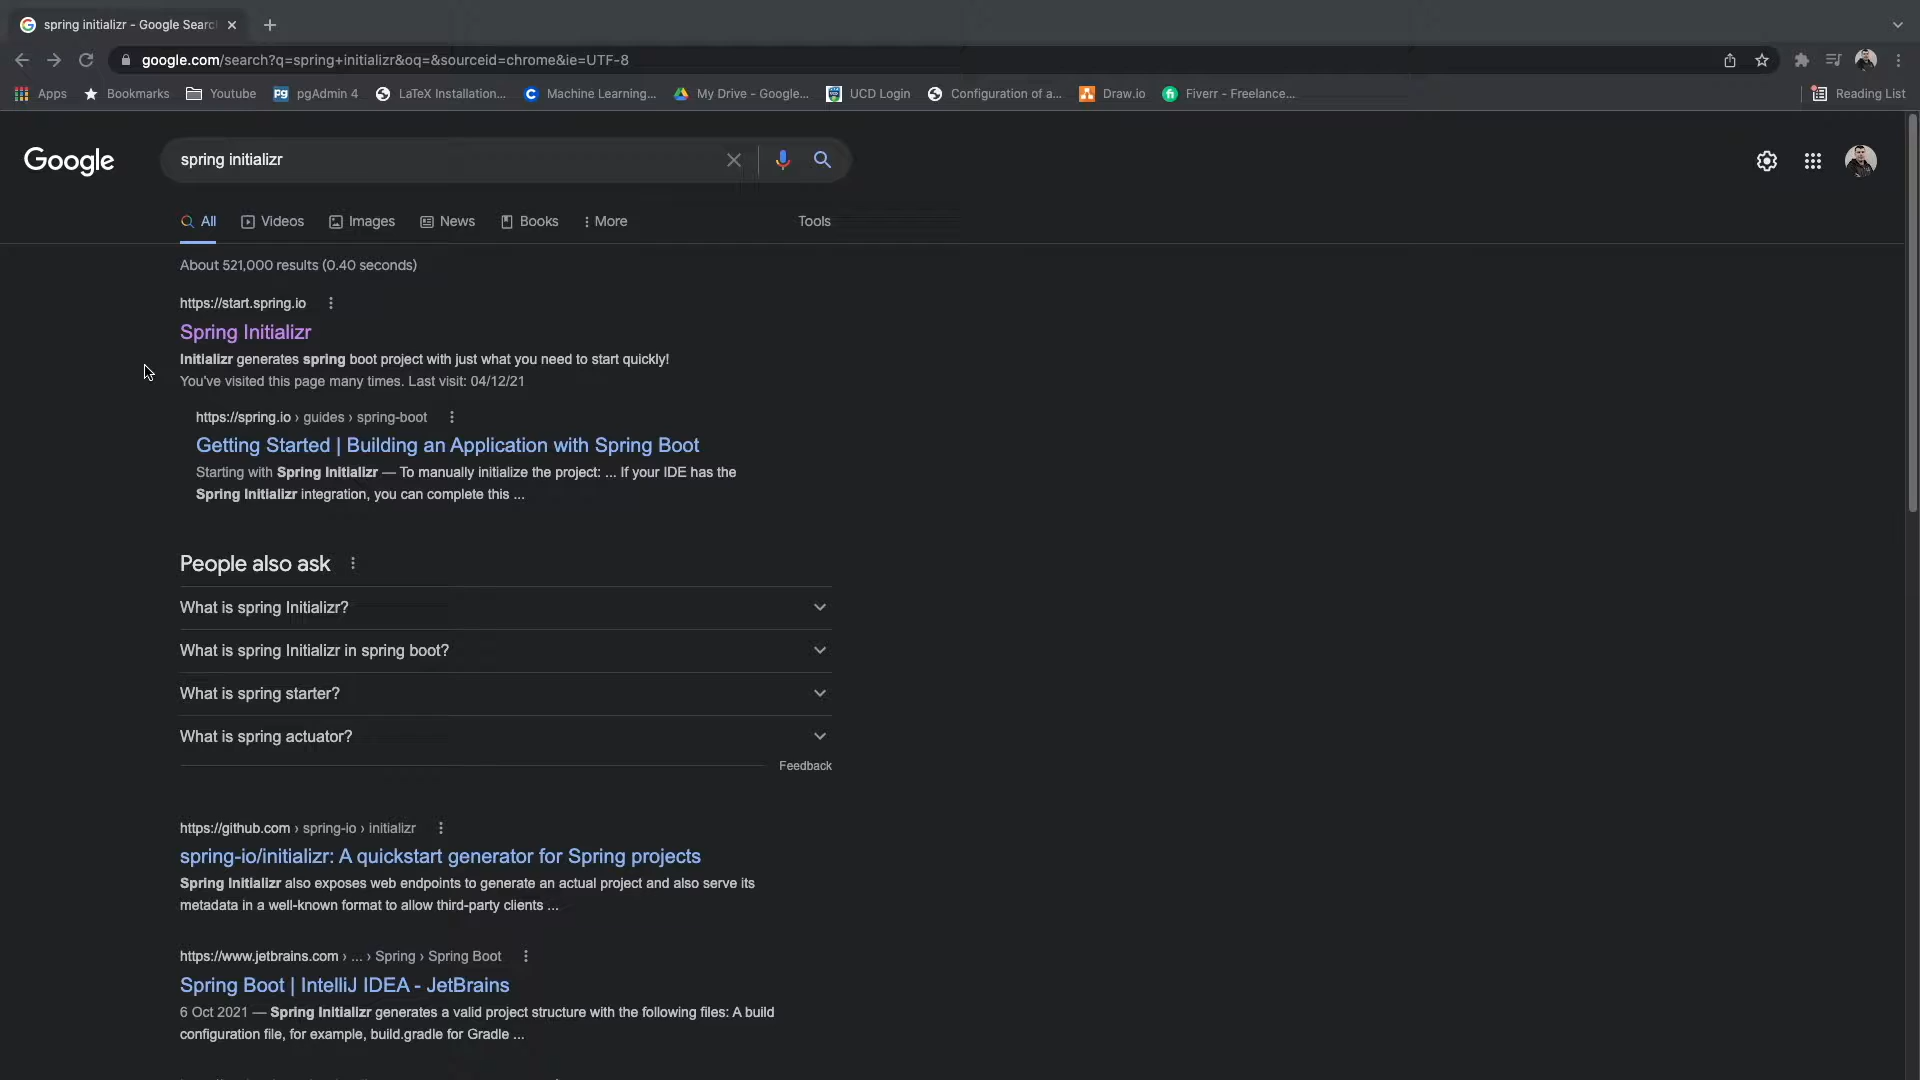 spring initializr - Google Searc
google.com/search?q=spring+initializr&oq=&sourceid=chrome&ie=UTF-8
Apps Bookmarks Youtube pgAdmin 4 LaTeX Installation... Machine Learning... My Drive - Google... UCD Login Configuration of a... Draw.io Fiverr - Freelance... Reading List
Google spring initializr
All Videos Images News Books More Tools
About 521,000 results (0.40 seconds)
https://start.spring.io
Spring Initializr
Initializr generates spring boot project with just what you need to start quickly!
You've visited this page many times. Last visit: 04/12/21
https://spring.io › guides › spring-boot
Getting Started | Building an Application with Spring Boot
Starting with Spring Initializr — To manually initialize the project: ... If your IDE has the
Spring Initializr integration, you can complete this ...
People also ask
What is spring Initializr?
What is spring Initializr in spring boot?
What is spring starter?
What is spring actuator?
Feedback
https://github.com › spring-io › initializr
spring-io/initializr: A quickstart generator for Spring projects
Spring Initializr also exposes web endpoints to generate an actual project and also serve its
metadata in a well-known format to allow third-party clients ...
https://www.jetbrains.com › ... › Spring › Spring Boot
Spring Boot | IntelliJ IDEA - JetBrains
6 Oct 2021 — Spring Initializr generates a valid project structure with the following files: A build
configuration file, for example, build.gradle for Gradle ...